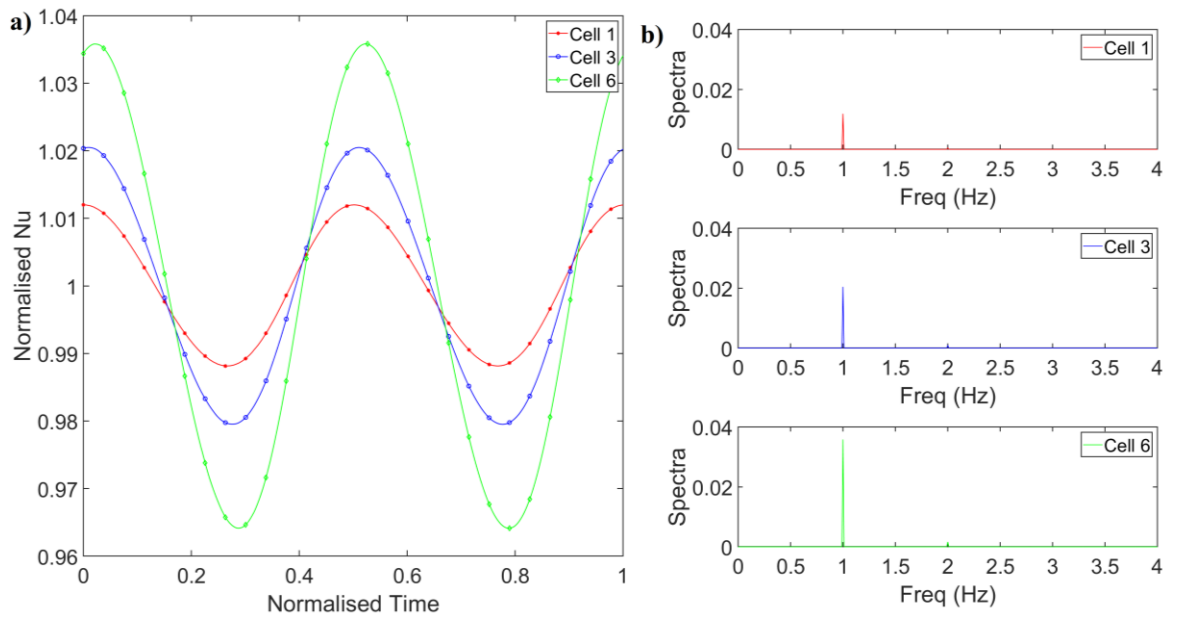 a)
1.04
1.03
1.02
1.01
1
0.99
0.98
0.97
0.96
0 0.2 0.4 0.6 0.8 1
Normalised Nu
Normalised Time
Cell 1
Cell 3
Cell 6
b)
0.04
0.02
0
Spectra
Cell 1
0 0.5 1 1.5 2 2.5 3 3.5 4
Freq (Hz)
0.04
0.02
0
Spectra
Cell 3
0 0.5 1 1.5 2 2.5 3 3.5 4
Freq (Hz)
0.04
0.02
0
Spectra
Cell 6
0 0.5 1 1.5 2 2.5 3 3.5 4
Freq (Hz)